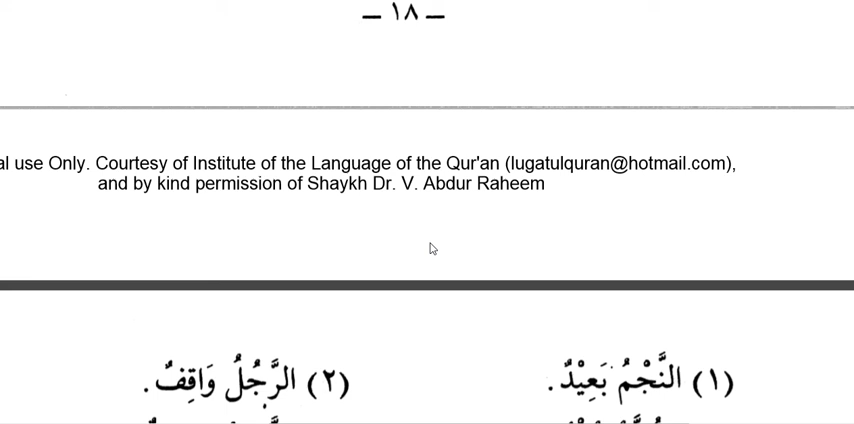 — ١٨ —
al use Only. Courtesy of Institute of the Language of the Qur'an (lugatulquran@hotmail.com),
and by kind permission of Shaykh Dr. V. Abdur Raheem
(١) النَّجْمُ بَعِيْدٌ. (٢) الرَّجُلُ وَاقِفٌ.